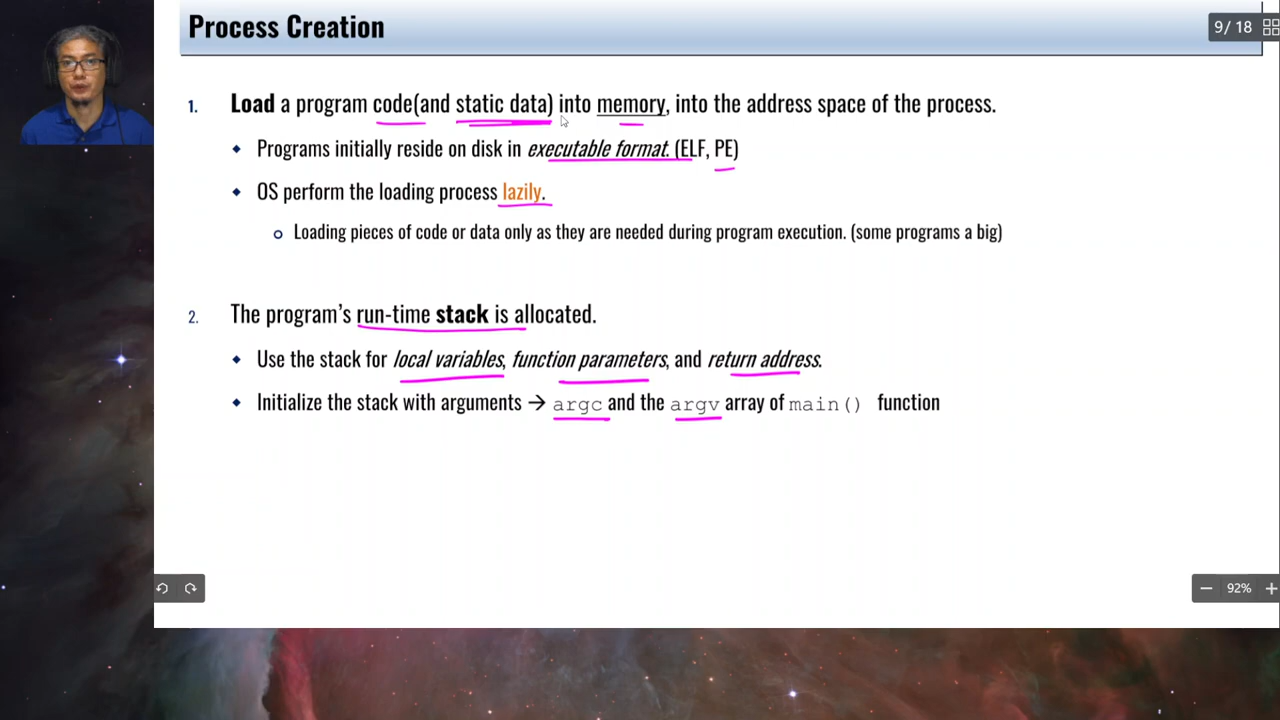 Process Creation
9/ 18
1. Load a program code(and static data) into memory, into the address space of the process.
Programs initially reside on disk in executable format. (ELF, PE)
OS perform the loading process lazily.
Loading pieces of code or data only as they are needed during program execution. (some programs a big)
2. The program's run-time stack is allocated.
Use the stack for local variables, function parameters, and return address.
Initialize the stack with arguments → argc and the argv array of main() function
92%